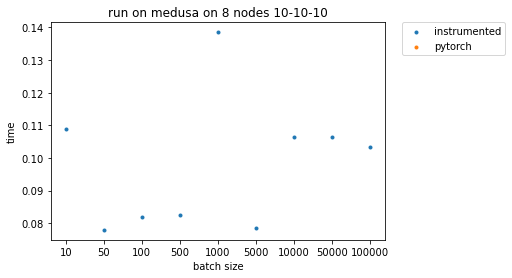 run on medusa on 8 nodes 10-10-10
instrumented
pytorch
0.14
0.13
0.12
0.11
0.10
0.09
0.08
time
10 50 100 500 1000 5000 10000 50000 100000
batch size